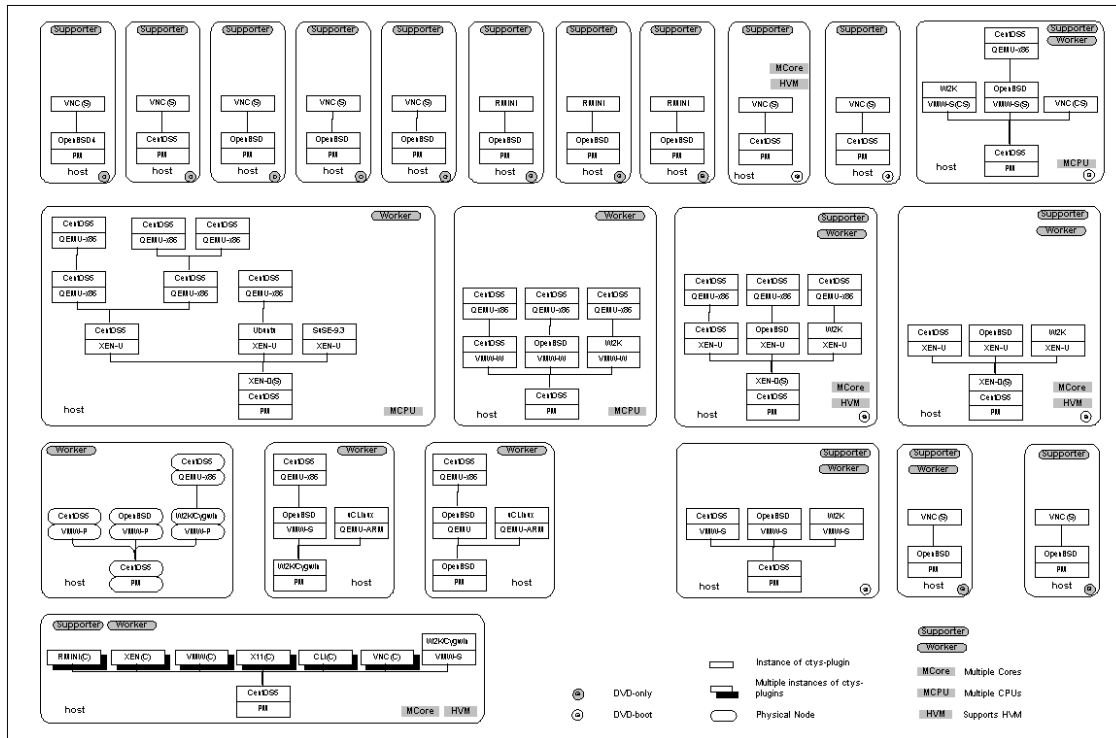 Supporter
VNC(S)
OpenBSD4
PM
host
Supporter
VNC(S)
CentOS5
PM
host
Supporter
VNC(S)
OpenBSD
PM
host
Supporter
VNC(S)
OpenBSD
PM
host
Supporter
VNC(S)
OpenBSD
PM
host
Supporter
RMINI
OpenBSD
PM
host
Supporter
RMINI
OpenBSD
PM
host
Supporter
RMINI
OpenBSD
PM
host
Supporter
MCore
HVM
VNC(S)
CentOS5
PM
host
Supporter
VNC(S)
CentOS5
PM
host
Supporter
Worker
CentOS5
QEMU-x86
W2K
VMW-S(CS)
OpenBSD
VMW-S(S)
VNC(CS)
CentOS5
PM
host
MCPU
Worker
CentOS5
QEMU-x86
CentOS5
QEMU-x86
CentOS5
QEMU-x86
CentOS5
QEMU-x86
CentOS5
QEMU-x86
CentOS5
QEMU-x86
CentOS5
XEN-U
Ubuntu
XEN-U
SuSE-9.3
XEN-U
XEN-0(S)
CentOS5
PM
host
MCPU
Worker
CentOS5
QEMU-x86
CentOS5
QEMU-x86
CentOS5
QEMU-x86
CentOS5
VMW-W
OpenBSD
VMW-W
W2K
VMW-W
CentOS5
PM
host
MCPU
Supporter
Worker
CentOS5
QEMU-x86
CentOS5
QEMU-x86
CentOS5
QEMU-x86
CentOS5
XEN-U
OpenBSD
XEN-U
W2K
XEN-U
XEN-0(S)
CentOS5
PM
host
MCore
HVM
Supporter
Worker
CentOS5
XEN-U
OpenBSD
XEN-U
W2K
XEN-U
XEN-0(S)
CentOS5
PM
host
MCore
HVM
Worker
CentOS5
QEMU-x86
CentOS5
VMW-P
OpenBSD
VMW-P
W2K/Cygwin
VMW-P
CentOS5
PM
host
Worker
CentOS5
QEMU-x86
OpenBSD
VMW-S
uCLinux
QEMU-ARM
W2K/Cygwin
PM
host
Worker
CentOS5
QEMU-x86
OpenBSD
QEMU
uCLinux
QEMU-ARM
OpenBSD
PM
host
Supporter
Worker
CentOS5
VMW-S
OpenBSD
VMW-S
W2K
VMW-S
CentOS5
PM
host
Supporter
Worker
VNC(S)
OpenBSD
PM
host
Supporter
VNC(S)
OpenBSD
PM
host
Supporter
Worker
RMINI(C)
XEN(C)
VMW(C)
X11(C)
CLI(C)
VNC(C)
W2K/Cygwin
VMW-S
CentOS5
PM
host
MCore
HVM
DVD-only
DVD-boot
Instance of ctys-plugin
Multiple instances of ctys-
plugins
Physical Node
Supporter
Worker
MCore Multiple Cores
MCPU Multiple CPUs
HVM Supports HVM